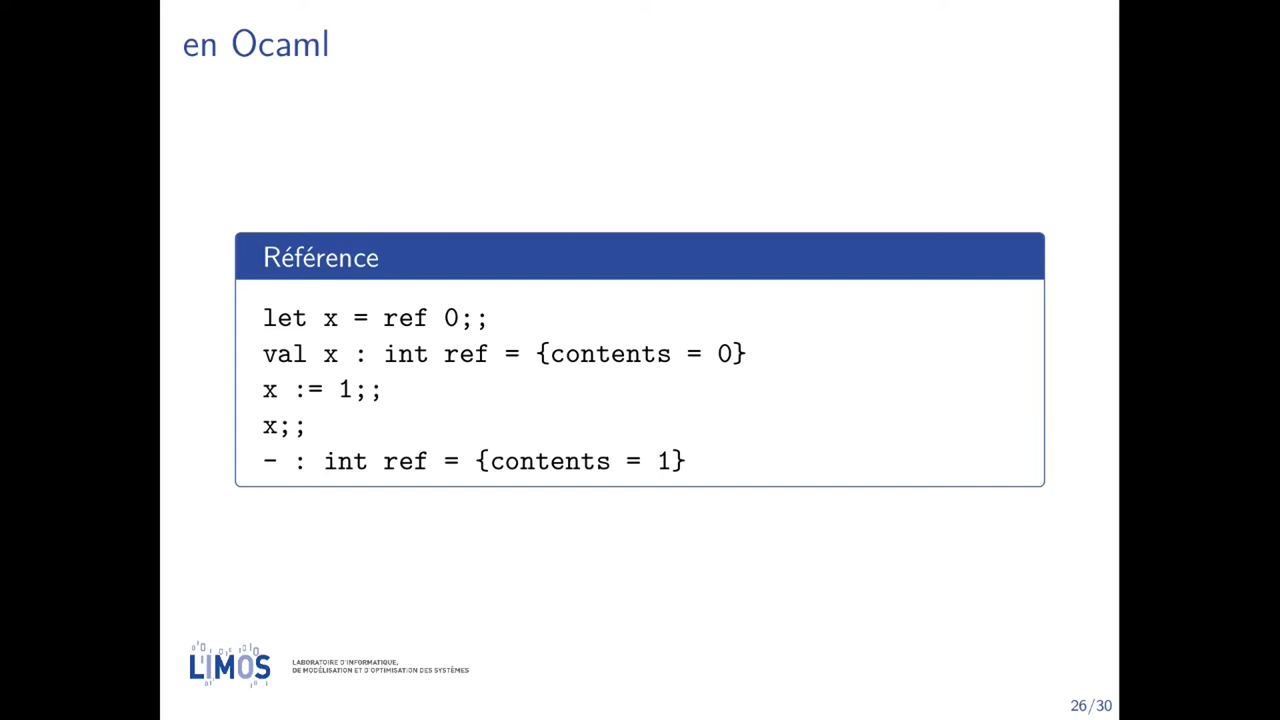 en Ocaml
Référence
let x = ref 0;;
val x : int ref = {contents = 0}
x := 1;;
x;;
- : int ref = {contents = 1}
LIMOS
LABORATOIRE D'INFORMATIQUE,
DE MODÉLISATION ET D'OPTIMISATION DES SYSTÈMES
26/30